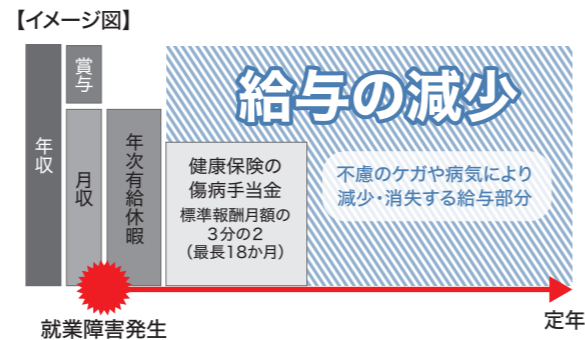 【イメージ図】
年収
賞与
月収
年次有給休暇
給与の減少
健康保険の
傷病手当金
標準報酬月額の
3分の2
（最長18か月）
不慮のケガや病気により
減少・消失する給与部分
就業障害発生
定年